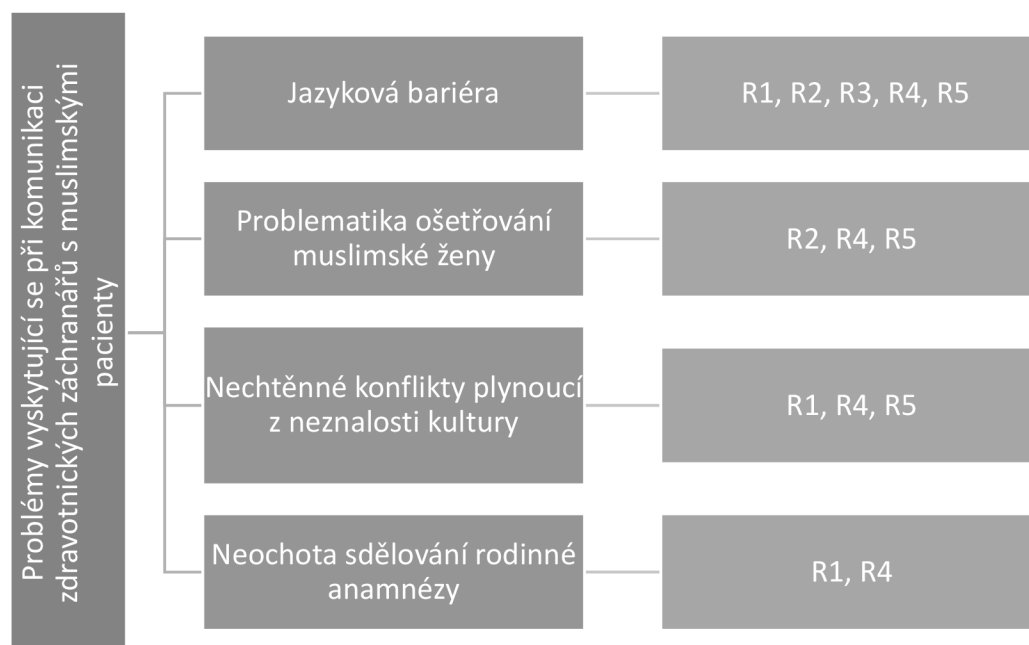 Problémy vyskytující se při komunikaci
zdravotnických záchranářů s muslimskými
pacienty
Jazyková bariéra
R1, R2, R3, R4, R5
Problematika ošetřování
muslimské ženy
R2, R4, R5
Nechtěnné konflikty plynoucí
z neznalosti kultury
R1, R4, R5
Neochota sdělování rodinné
anamnézy
R1, R4